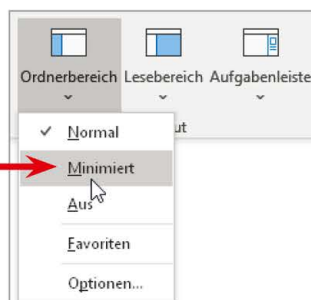 Ordnerbereich Lesebereich Aufgabenleiste
Normal
Minimiert
Aus
Favoriten
Optionen...